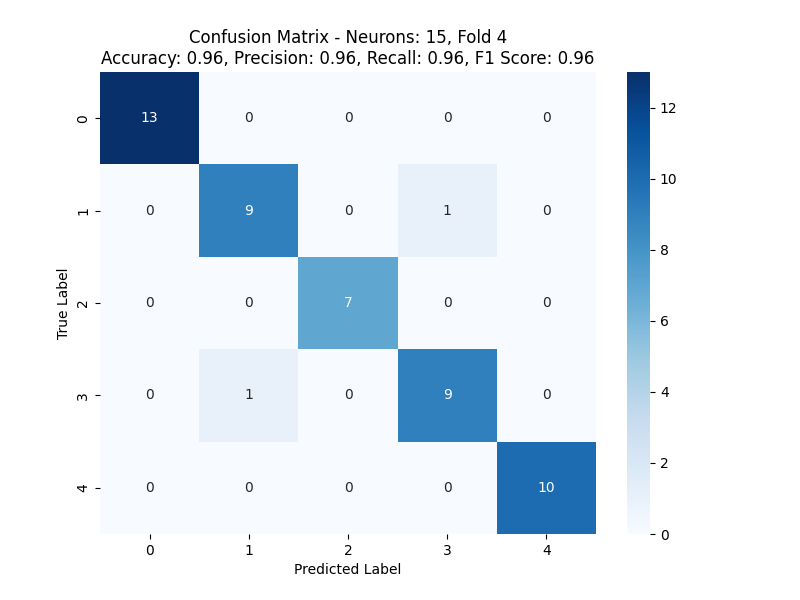 Confusion Matrix - Neurons: 15, Fold 4
Accuracy: 0.96, Precision: 0.96, Recall: 0.96, F1 Score: 0.96
0 13 0 0 0 0
1 0 9 0 1 0
2 0 0 7 0 0
3 0 1 0 9 0
4 0 0 0 0 10
0 1 2 3 4
True Label
Predicted Label
12
10
8
6
4
2
0